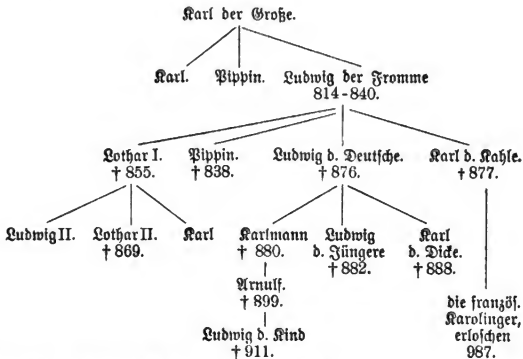 Karl der Große.
Karl. Pippin. Ludwig der Fromme
814-840.
Lothar I. Pippin. Ludwig d. Deutsche. Karl d. Kahle.
† 855. † 838. † 876. † 877.
Ludwig II. Lothar II. Karl Karlmann Ludwig Karl
† 869. † 880. d. Jüngere d. Dicke.
† 882. † 888.
Arnulf.
† 899.
Ludwig d. Kind
† 911.
die französ.
Karolinger,
erloschen
987.